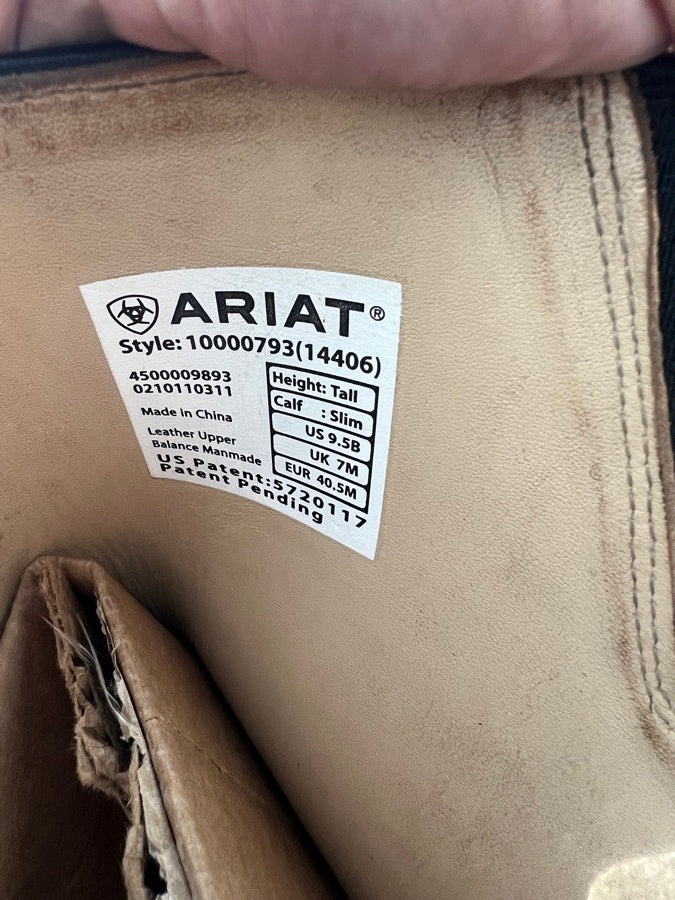 ARIAT®
Style: 10000793(14406)
4500009893
0210110311
Made in China
Leather Upper
Balance Manmade
US Patent:5720117
Patent Pending
Height: Tall
Calf : Slim
US 9.5B
UK 7M
EUR 40.5M